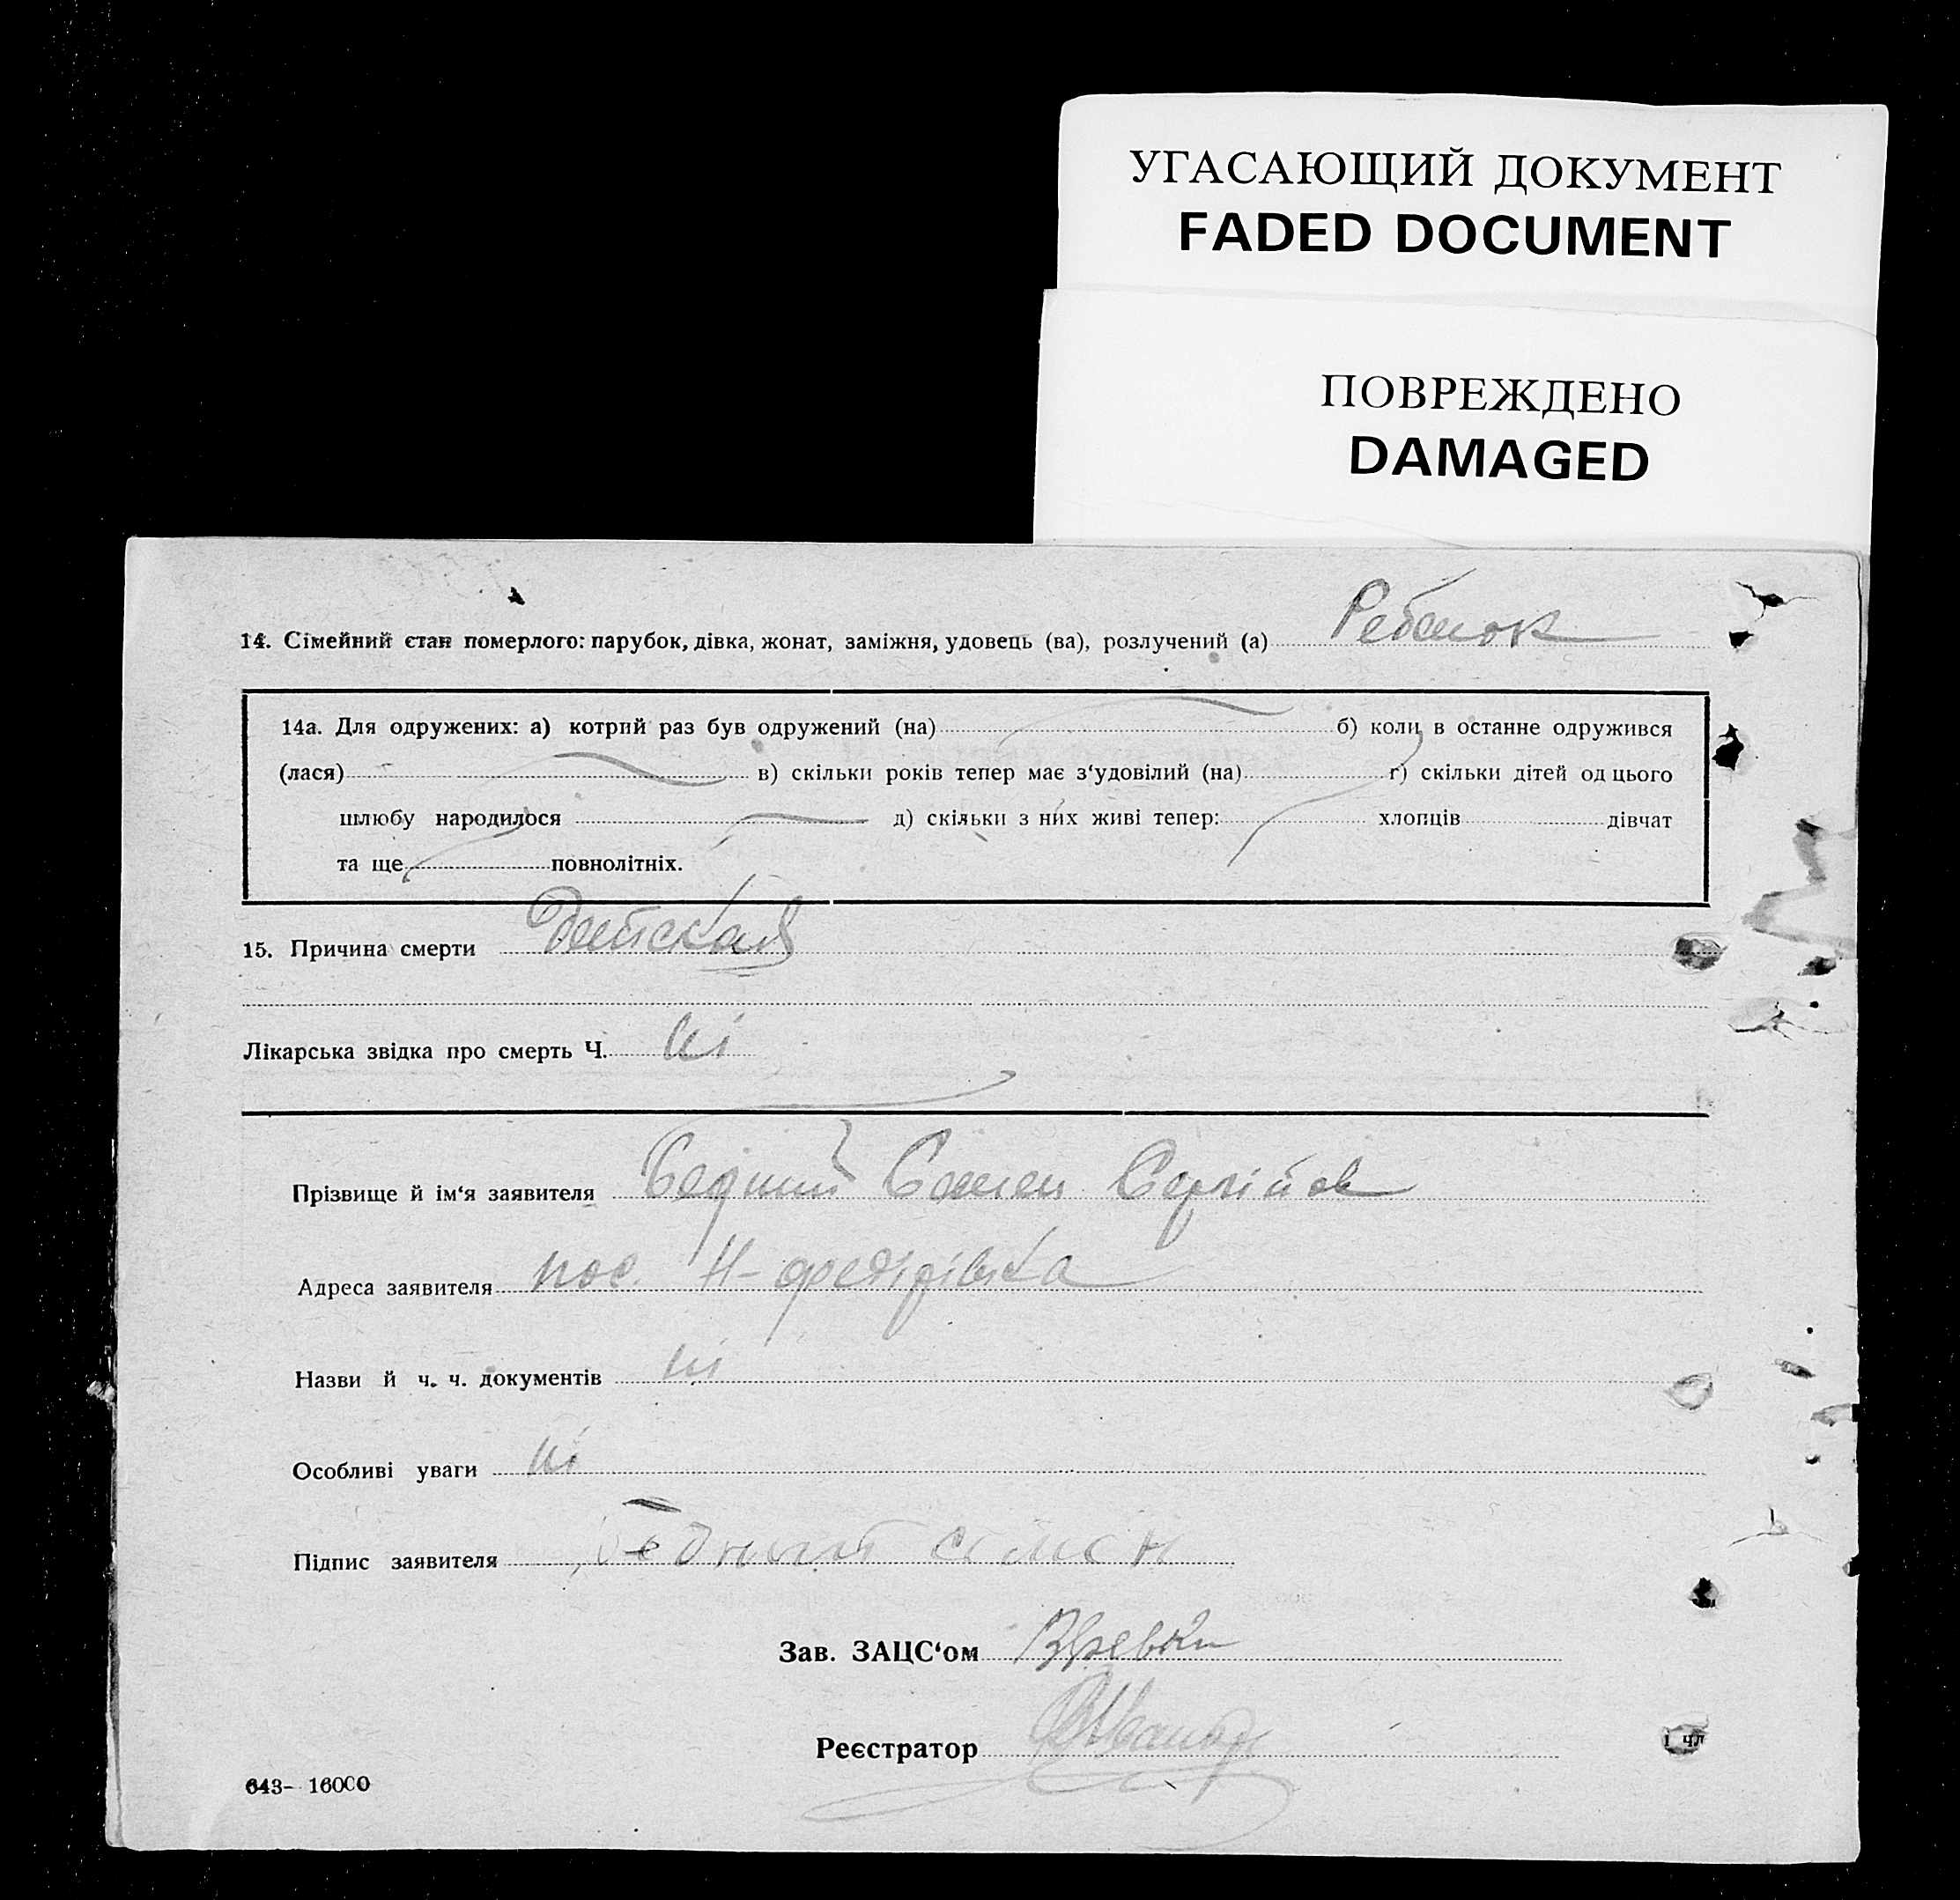 УГАСАЮЩИЙ ДОКУМЕНТ
FADED DOCUMENT
ПОВРЕЖДЕНО
DAMAGED
14. Сімейний стан померлого: парубок, дівка, жонат, заміжня, удовець (ва), розлучений (а) Ребенок
14а. Для одружених: а) котрий раз був одружений (на) б) коли в останне одружився
(лася) в) скільки років тепер має з‘удовілий (на) г) скільки дітей од цього
шлюбу народилося д) скільки з них живі тепер: хлопців дівчат
та ще повнолітніх.
15. Причина смерти Детская
Лікарська звідка про смерть Ч. ні
Прізвище й ім‘я заявителя Бедний Семен Сергійов
Адреса заявителя пос. Н-
Назви й ч. ч. документів ні
Особливі уваги ні
Підпис заявителя бедный семен
Зав. ЗАЦС‘ом
Реєстратор
643- 16000